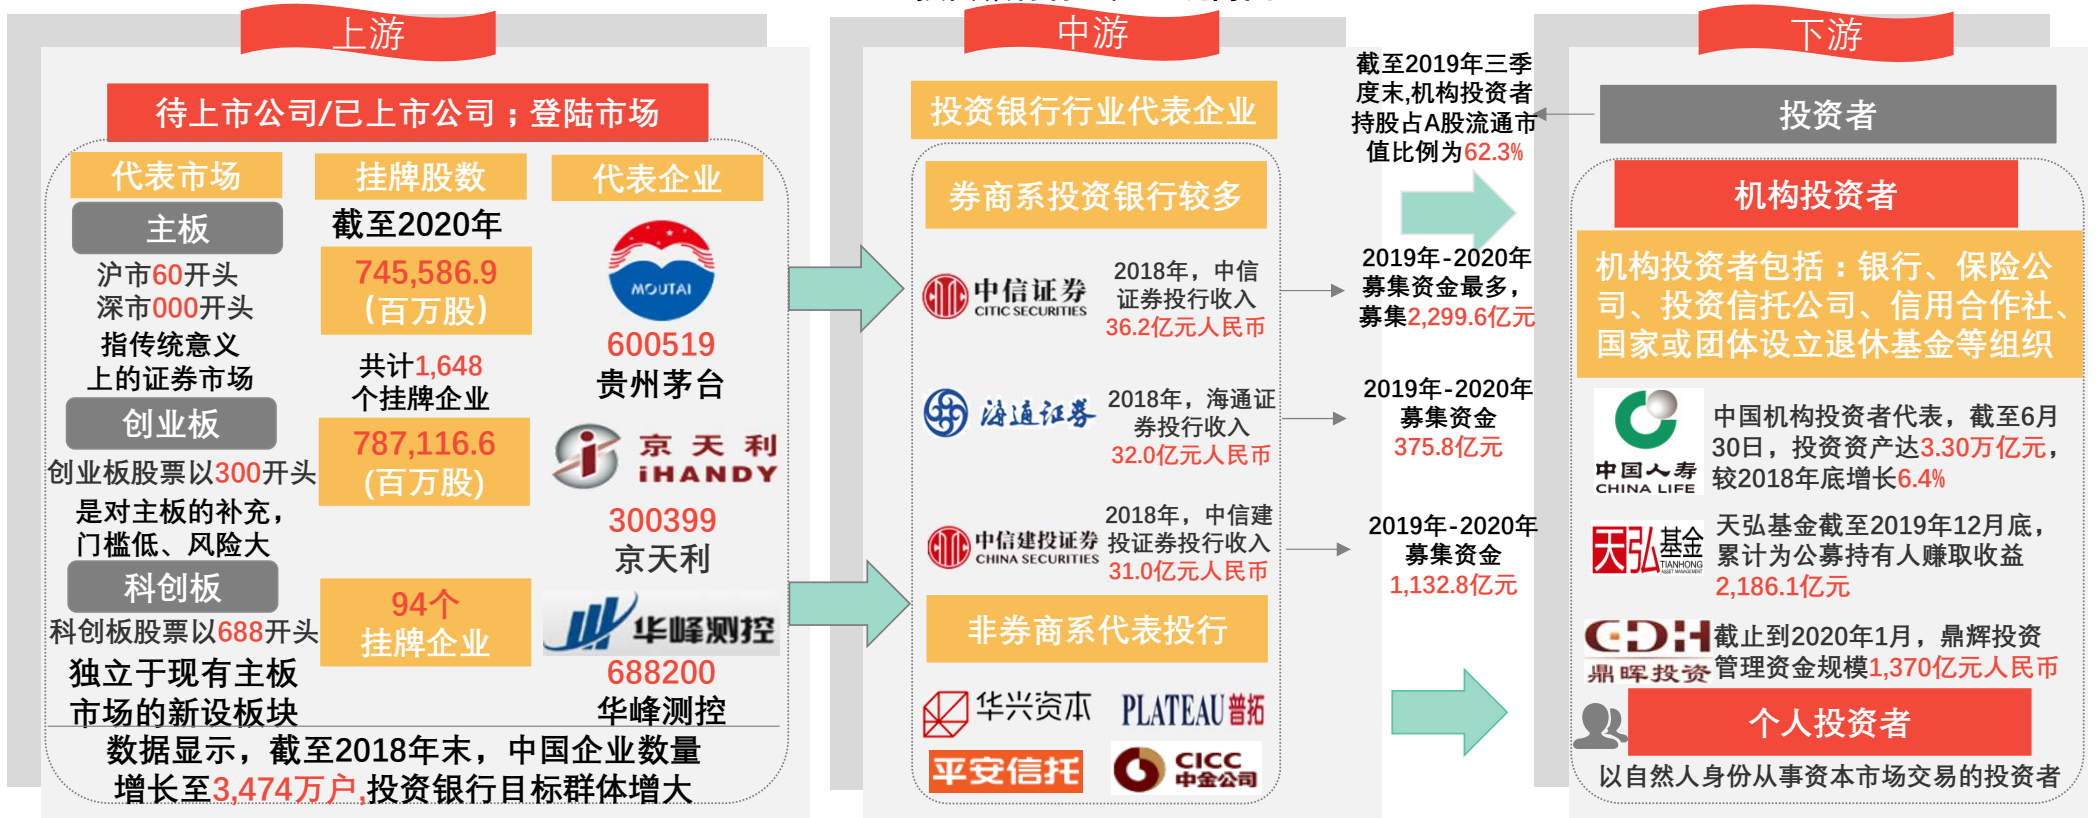 上游
待上市公司/已上市公司；登陆市场
代表市场
挂牌股数
代表企业
主板
沪市60开头
深市000开头
指传统意义
上的证券市场
截至2020年
745,586.9
（百万股）
共计1,648
个挂牌企业
MOUTAI
600519
贵州茅台
创业板
创业板股票以300开头
是对主板的补充，
门槛低、风险大
787,116.6
(百万股)
京天利
iHANDY
300399
京天利
科创板
科创板股票以688开头
独立于现有主板
市场的新设板块
94个
挂牌企业
华峰测控
688200
华峰测控
数据显示，截至2018年末，中国企业数量
增长至3,474万户,投资银行目标群体增大
中游
投资银行行业代表企业
券商系投资银行较多
中信证券
CITIC SECURITIES
2018年，中信
证券投行收入
36.2亿元人民币
海通证券
2018年，海通证
券投行收入
32.0亿元人民币
中信建投证券
CHINA SECURITIES
2018年，中信建
投证券投行收入
31.0亿元人民币
非券商系代表投行
华兴资本
PLATEAU普拓
平安信托
CICC
中金公司
截至2019年三季
度末,机构投资者
持股占A股流通市
值比例为62.3%
2019年-2020年
募集资金最多，
募集2,299.6亿元
2019年-2020年
募集资金
375.8亿元
2019年-2020年
募集资金
1,132.8亿元
下游
投资者
机构投资者
机构投资者包括：银行、保险公
司、投资信托公司、信用合作社、
国家或团体设立退休基金等组织
中国人寿
CHINA LIFE
中国机构投资者代表，截至6月
30日，投资资产达3.30万亿元，
较2018年底增长6.4%
天弘基金
TIANHONG
ASSET MANAGEMENT
天弘基金截至2019年12月底，
累计为公募持有人赚取收益
2,186.1亿元
CDH
鼎晖投资
截止到2020年1月，鼎辉投资
管理资金规模1,370亿元人民币
个人投资者
以自然人身份从事资本市场交易的投资者